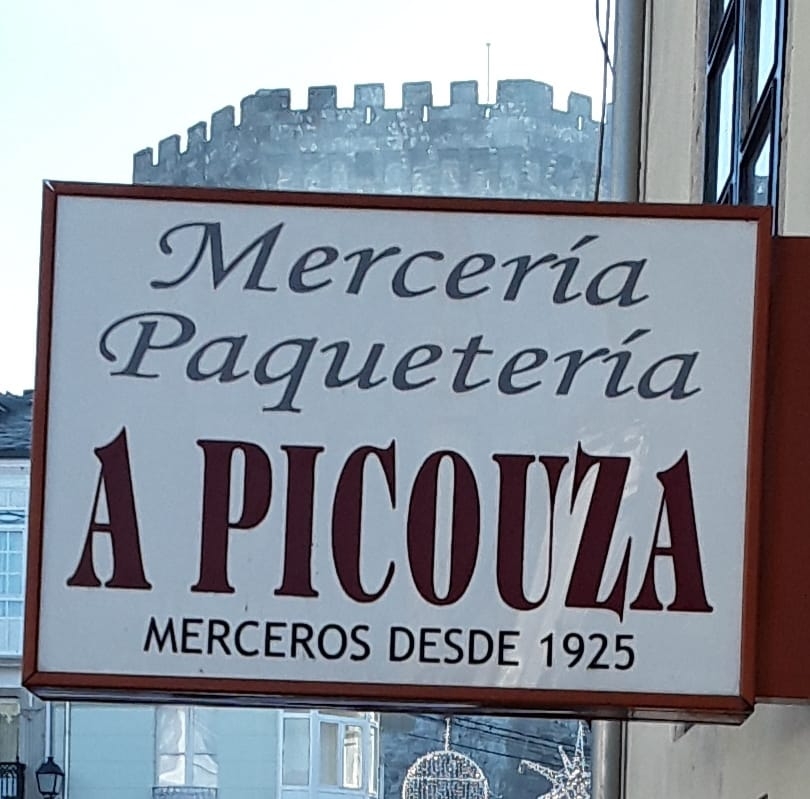 Mercería
Paquetería
A PICOUZA
MERCEROS DESDE 1925